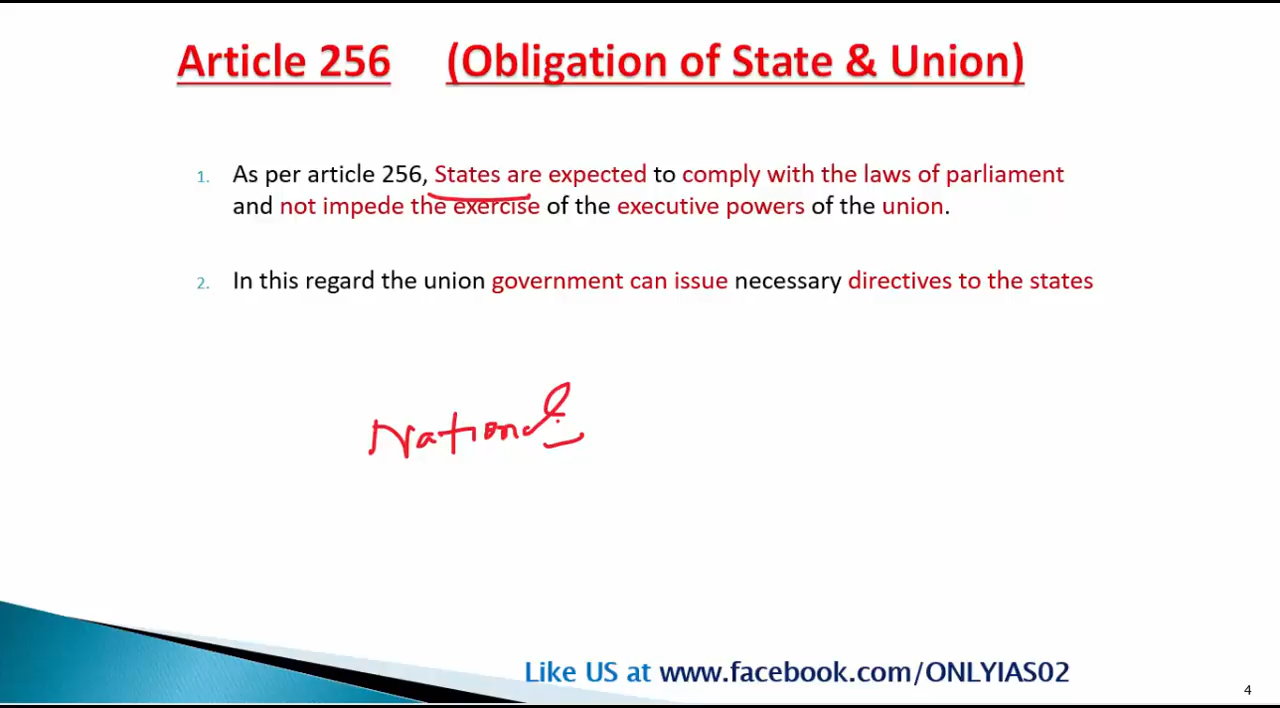 Article 256 (Obligation of State & Union)
1. As per article 256, States are expected to comply with the laws of parliament
and not impede the exercise of the executive powers of the union.
2. In this regard the union government can issue necessary directives to the states
National
Like US at www.facebook.com/ONLYIAS02
4